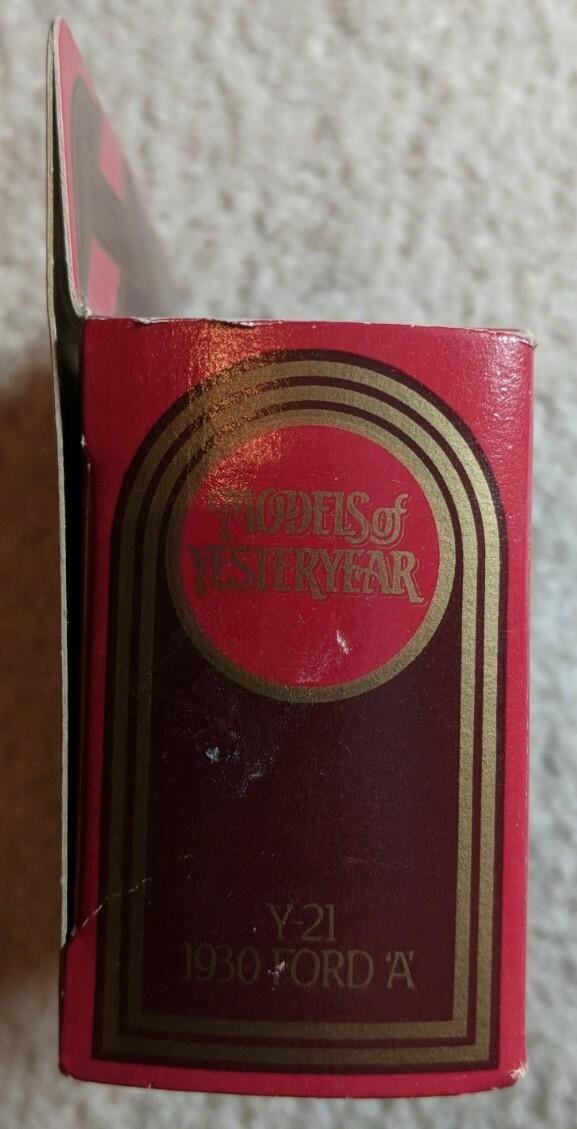 MODELS of
YESTERYEAR
Y-21
1930 FORD 'A'